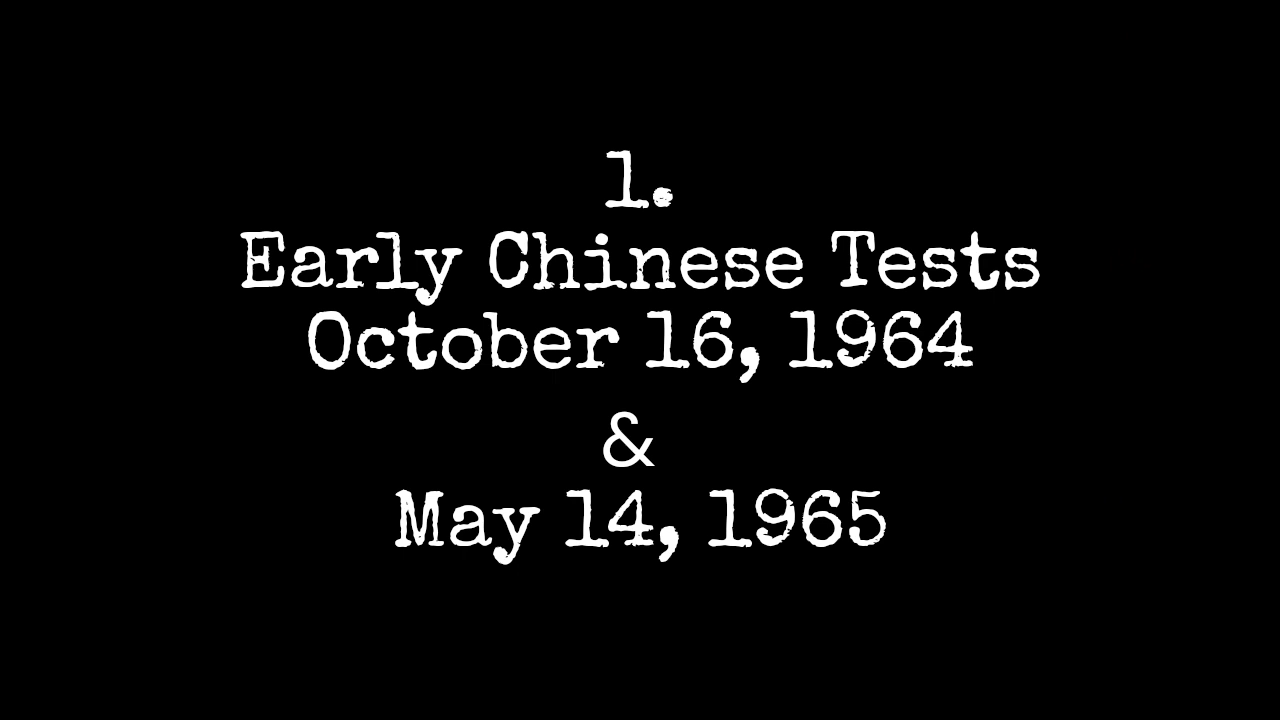 1.
Early Chinese Tests
October 16, 1964
&
May 14, 1965